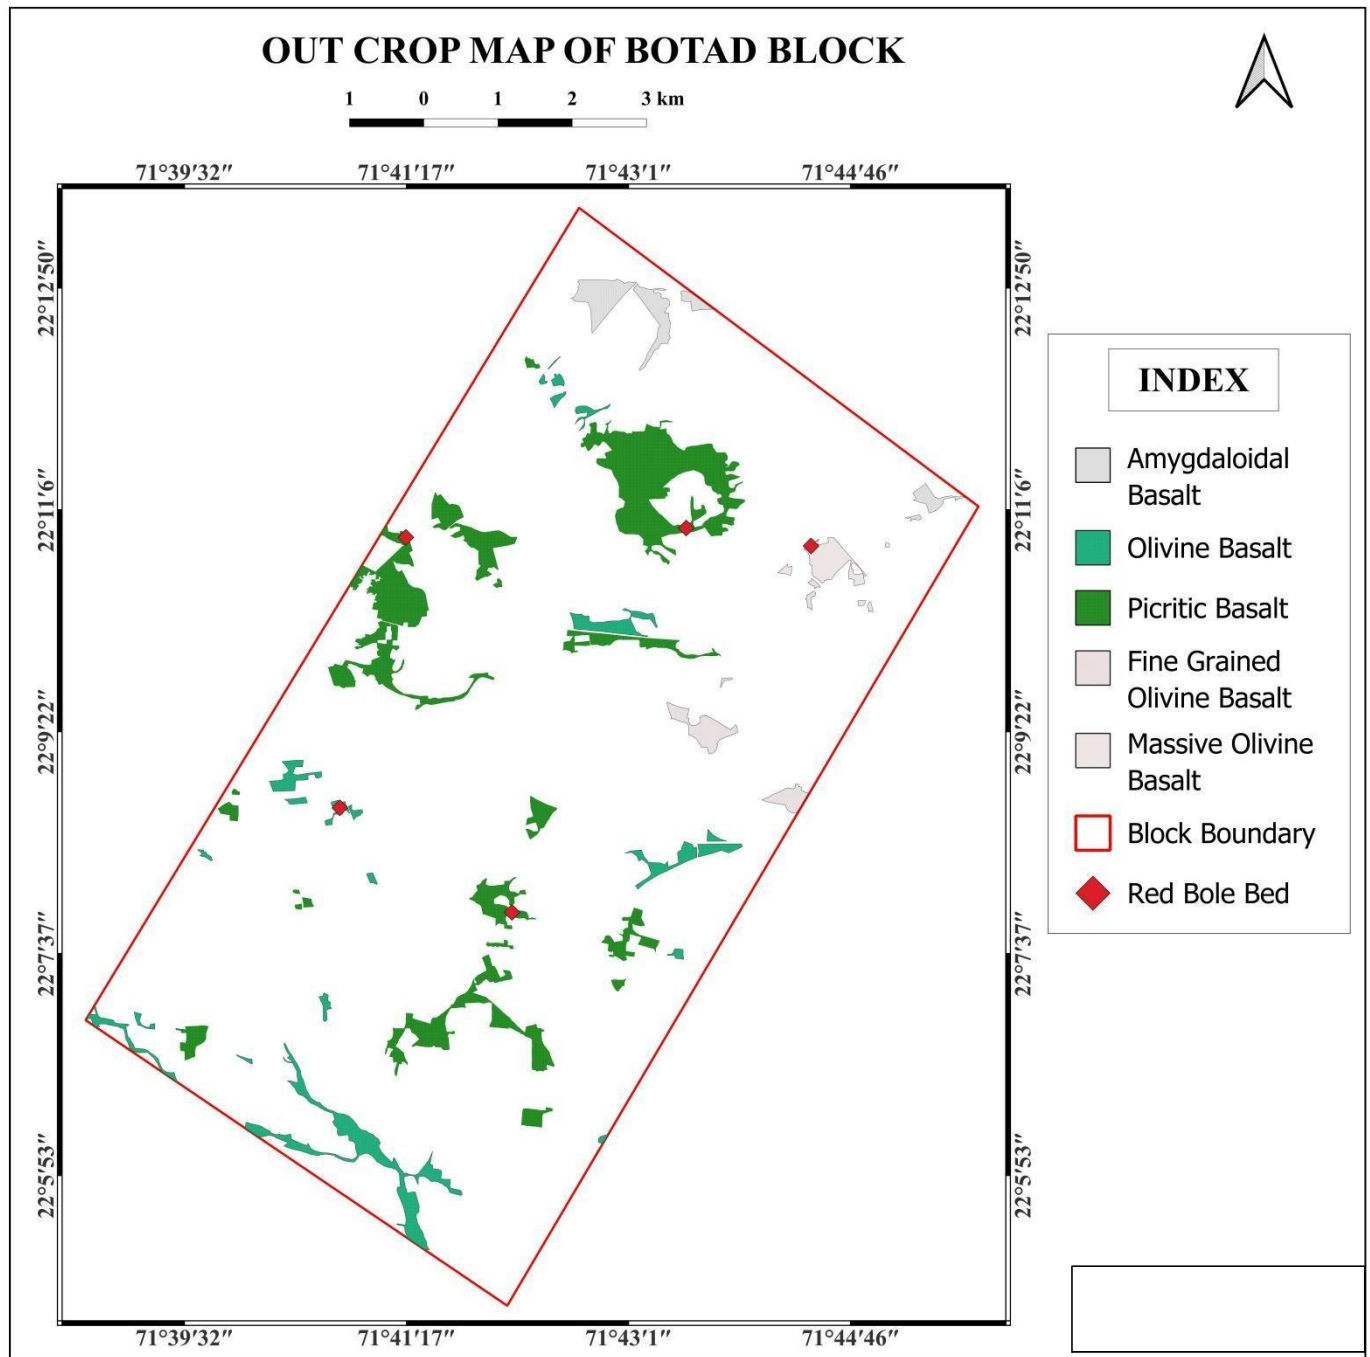 OUT CROP MAP OF BOTAD BLOCK
1 0 1 2 3 km
71°39′32″ 71°41′17″ 71°43′1″ 71°44′46″
22°12′50″ 22°12′50″
INDEX
Amygdaloidal
Basalt
22°11′6″ 22°11′6″
Olivine Basalt
Picritic Basalt
Fine Grained
Olivine Basalt
22°9′22″ 22°9′22″
Massive Olivine
Basalt
Block Boundary
Red Bole Bed
22°7′37″ 22°7′37″
22°5′53″ 22°5′53″
71°39′32″ 71°41′17″ 71°43′1″ 71°44′46″